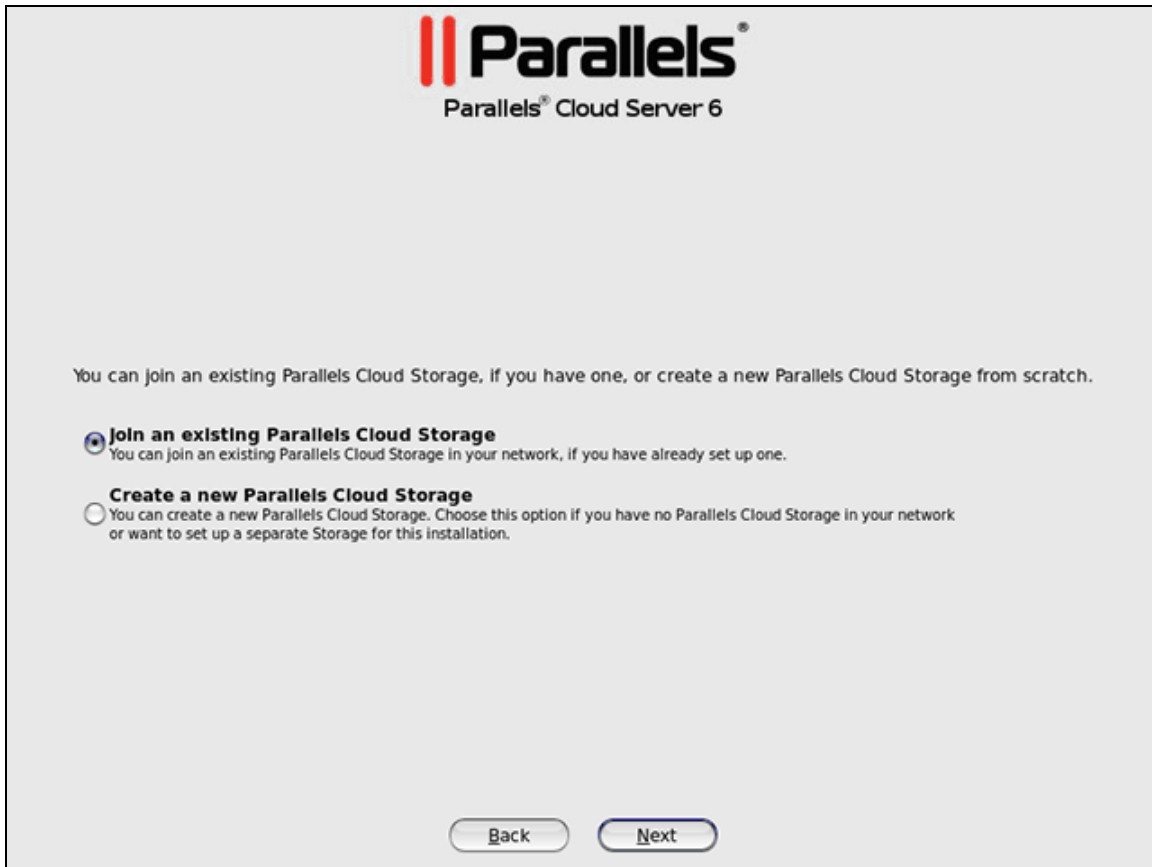 Parallels®
Parallels® Cloud Server 6
You can join an existing Parallels Cloud Storage, if you have one, or create a new Parallels Cloud Storage from scratch.
Join an existing Parallels Cloud Storage
You can join an existing Parallels Cloud Storage in your network, if you have already set up one.
Create a new Parallels Cloud Storage
You can create a new Parallels Cloud Storage. Choose this option if you have no Parallels Cloud Storage in your network
or want to set up a separate Storage for this installation.
Back
Next